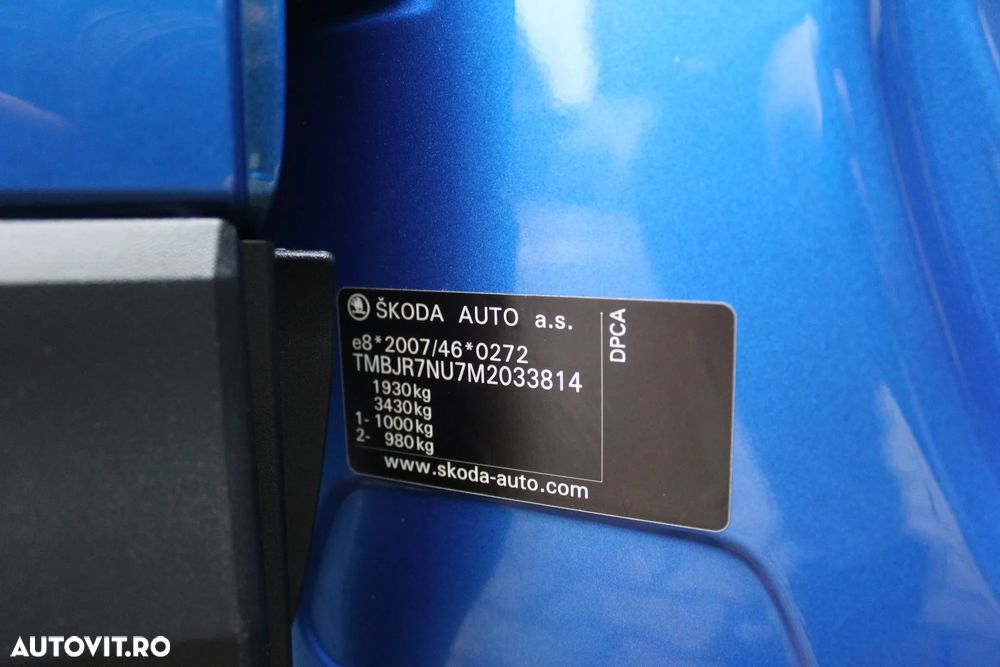 ŠKODA AUTO a.s.
e8*2007/46*0272
TMBJR7NU7M2033814
1930kg
3430kg
1- 1000kg
2- 980kg
www.skoda-auto.com
DPCA
AUTOVIT.RO